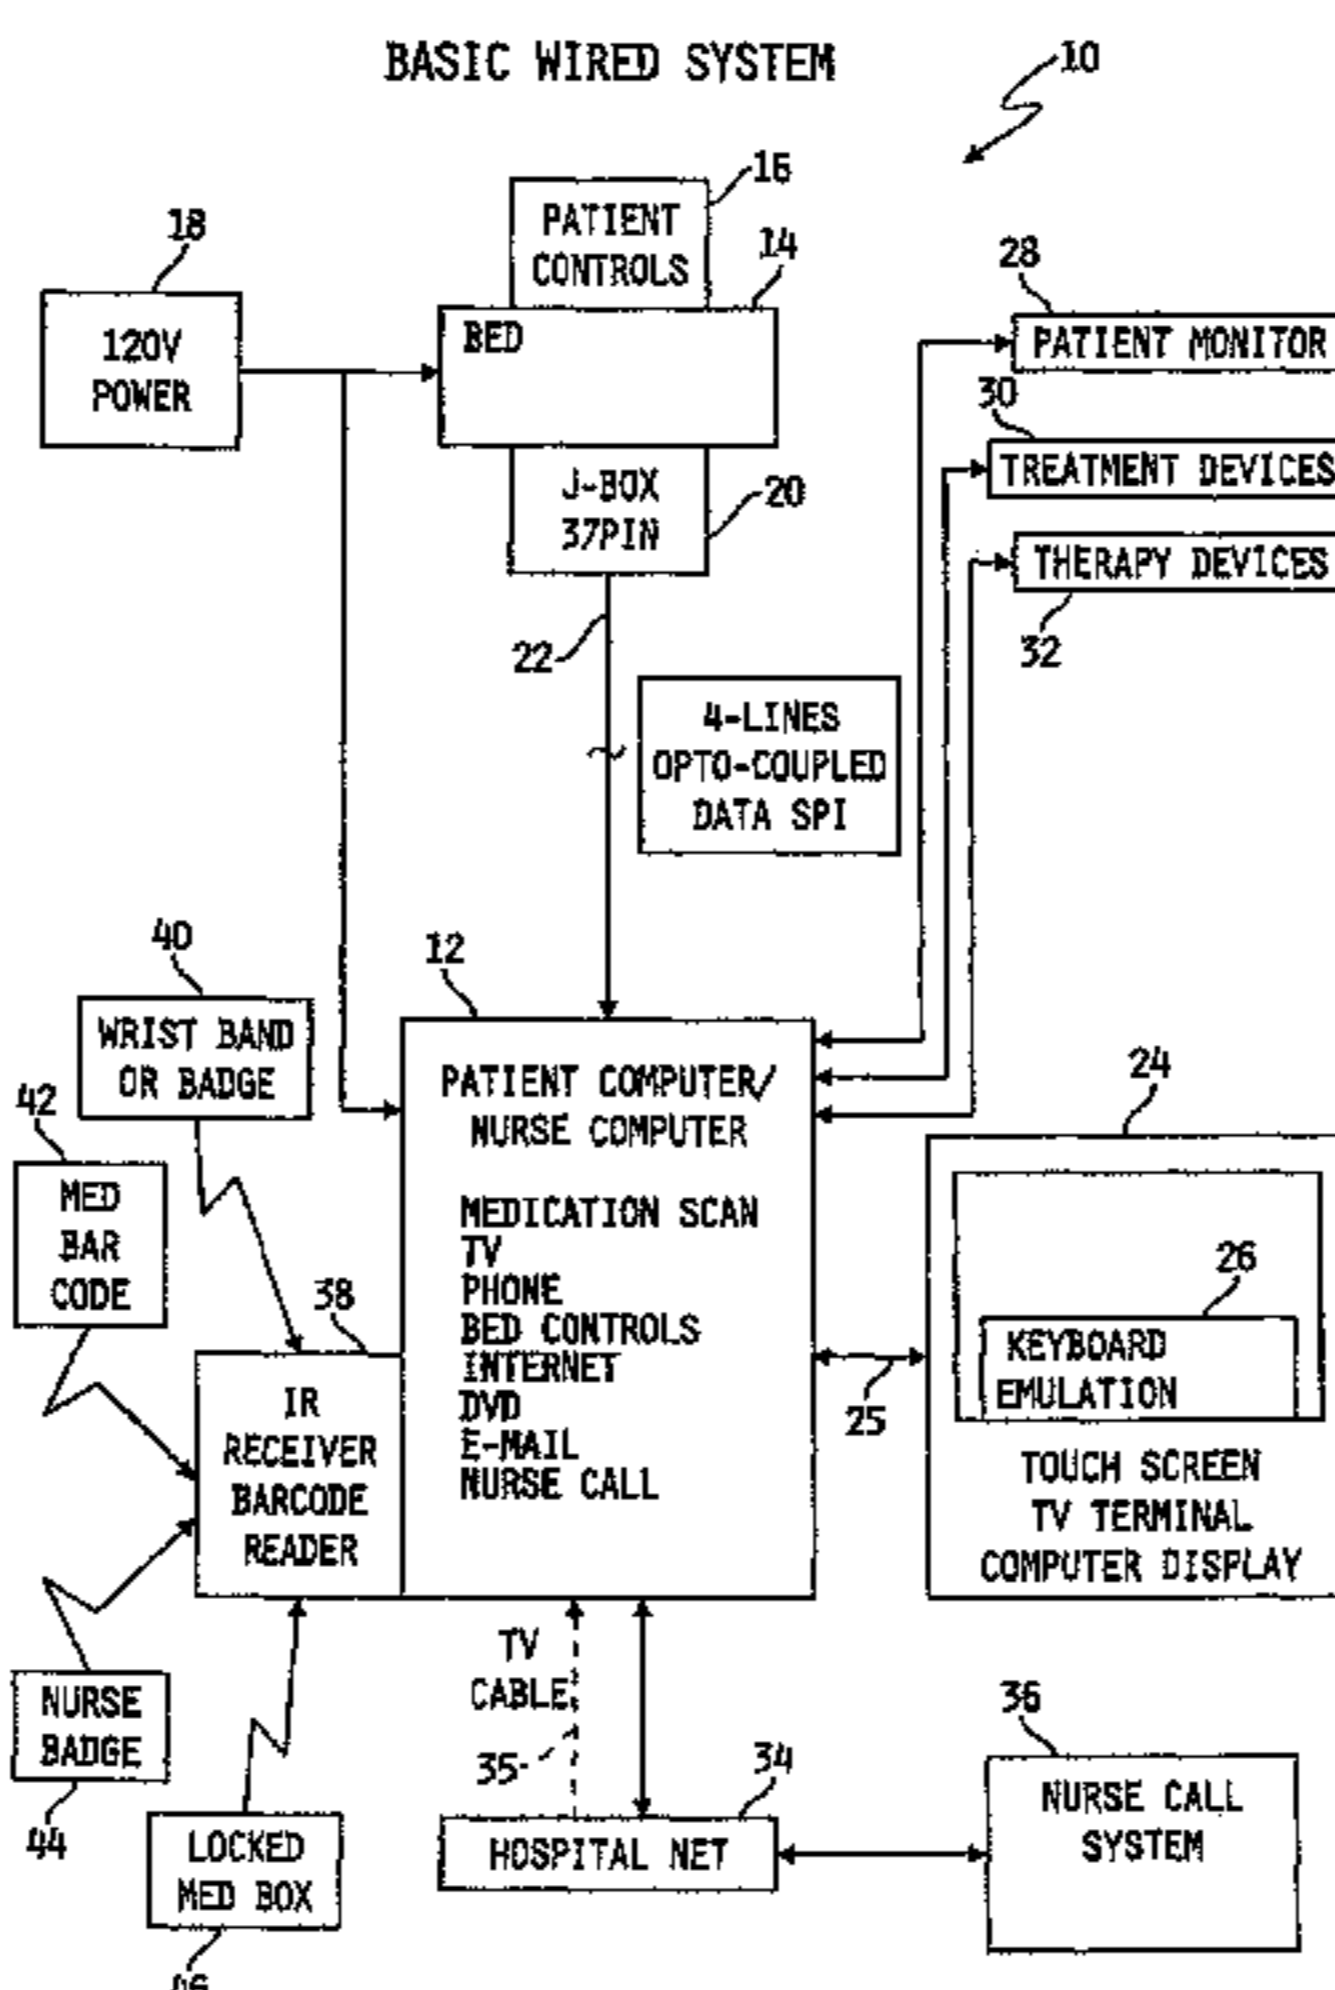 BASIC WIRED SYSTEM
10
16
PATIENT
CONTROLS
18
14
28
120V
POWER
BED
PATIENT MONITOR
30
TREATMENT DEVICES
J-BOX
37PIN
20
THERAPY DEVICES
32
22
4-LINES
OPTO-COUPLED
DATA SPI
40
12
WRIST BAND
OR BADGE
PATIENT COMPUTER/
NURSE COMPUTER
24
42
MED
BAR
CODE
MEDICATION SCAN
TV
PHONE
BED CONTROLS
INTERNET
DVD
E-MAIL
NURSE CALL
26
KEYBOARD
EMULATION
38
25
IR
RECEIVER
BARCODE
READER
TOUCH SCREEN
TV TERMINAL
COMPUTER DISPLAY
TV
CABLE
35
NURSE
BADGE
44
36
34
NURSE CALL
SYSTEM
LOCKED
MED BOX
HOSPITAL NET